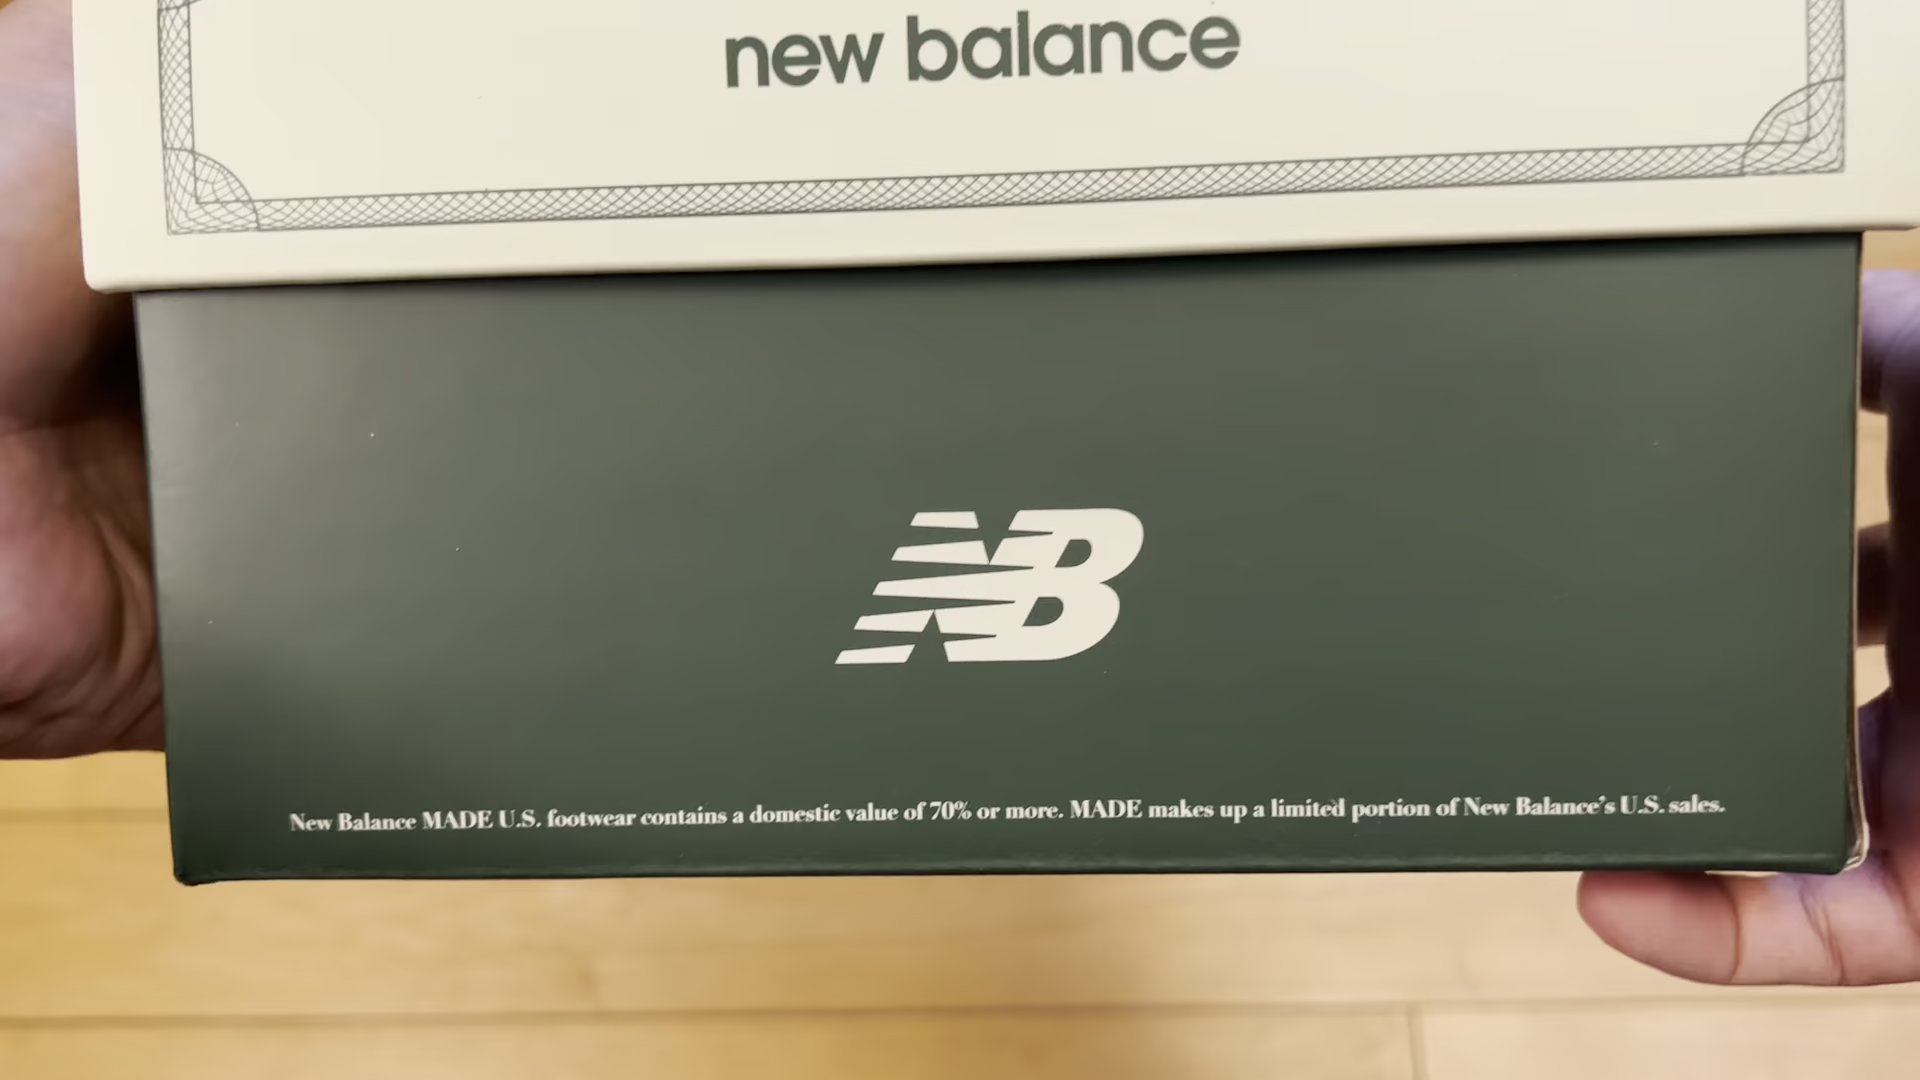 new balance
NB
New Balance MADE U.S. footwear contains a domestic value of 70% or more. MADE makes up a limited portion of New Balance’s U.S. sales.